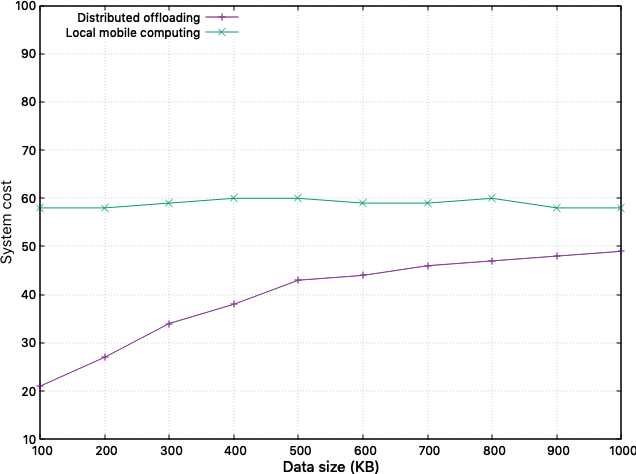 Distributed offloading
Local mobile computing
100
90
80
70
60
50
40
30
20
10
System cost
100 200 300 400 500 600 700 800 900 1000
Data size (KB)